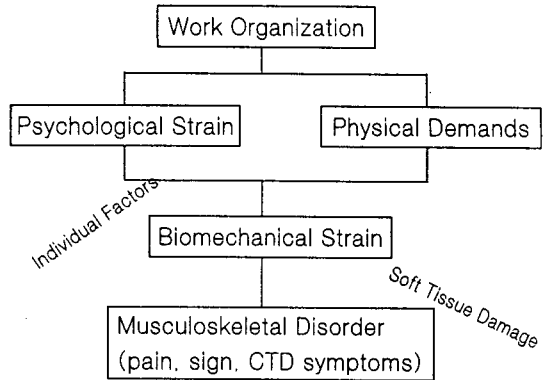 Work Organization
Psychological Strain
Physical Demands
Individual Factors
Biomechanical Strain
Soft Tissue Damage
Musculoskeletal Disorder
(pain, sign, CTD symptoms)